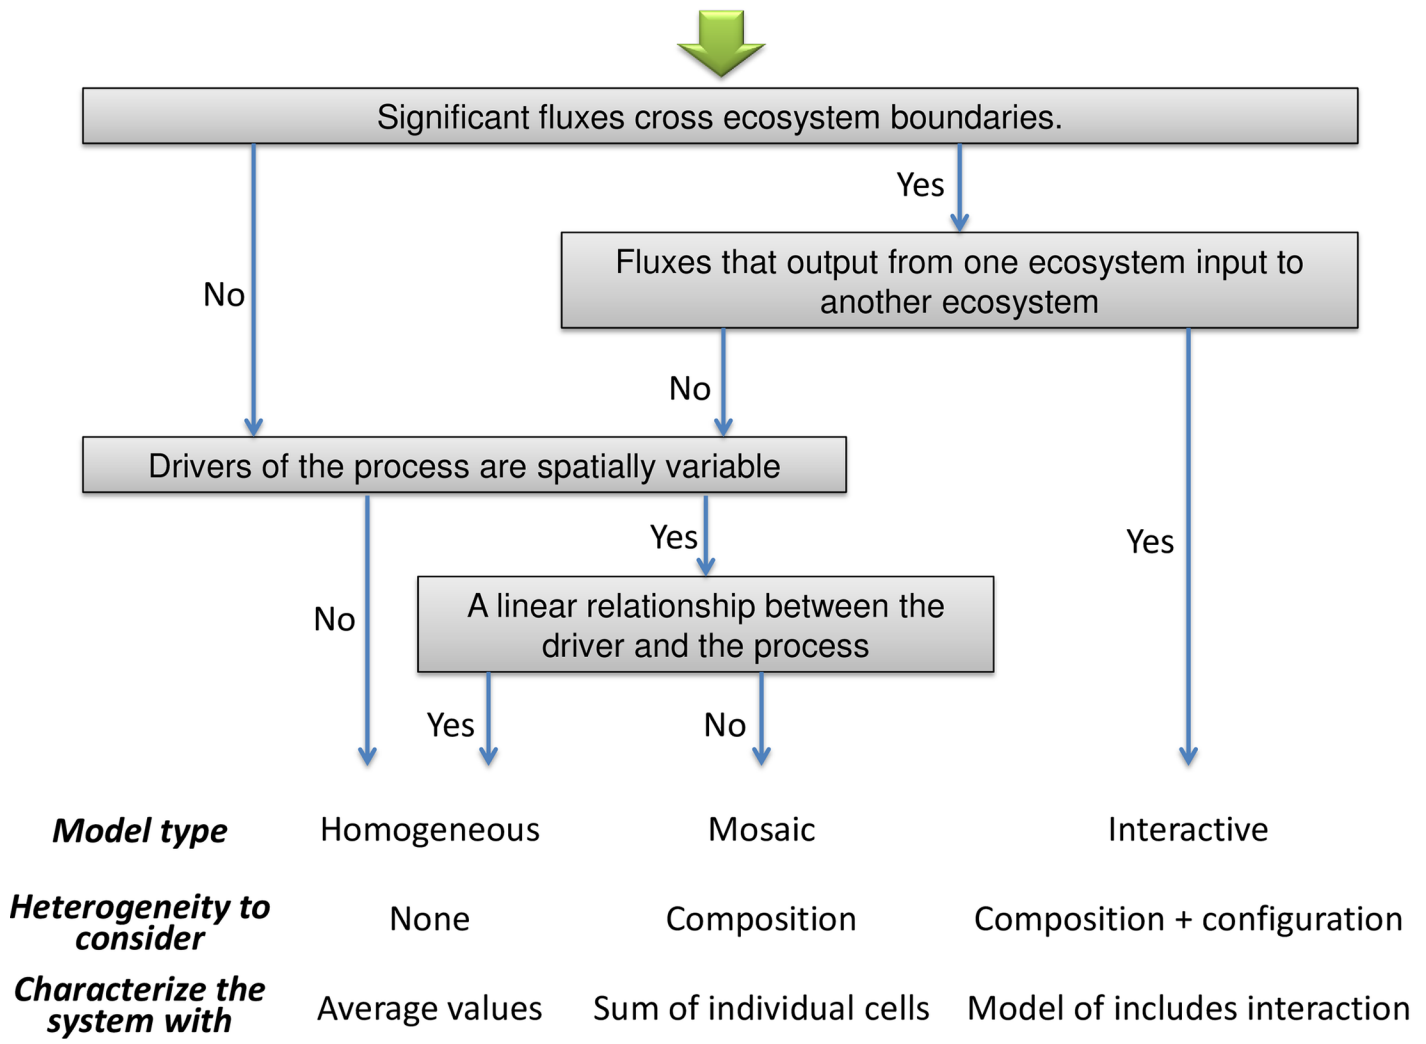 Significant fluxes cross ecosystem boundaries.
Yes
Fluxes that output from one ecosystem input to
another ecosystem
No
No
Drivers of the process are spatially variable
Yes
Yes
A linear relationship between the
driver and the process
No
Yes
No
Model type
Homogeneous
Mosaic
Interactive
Heterogeneity to
consider
None
Composition
Composition + configuration
Characterize the
system with
Average values
Sum of individual cells
Model of includes interaction